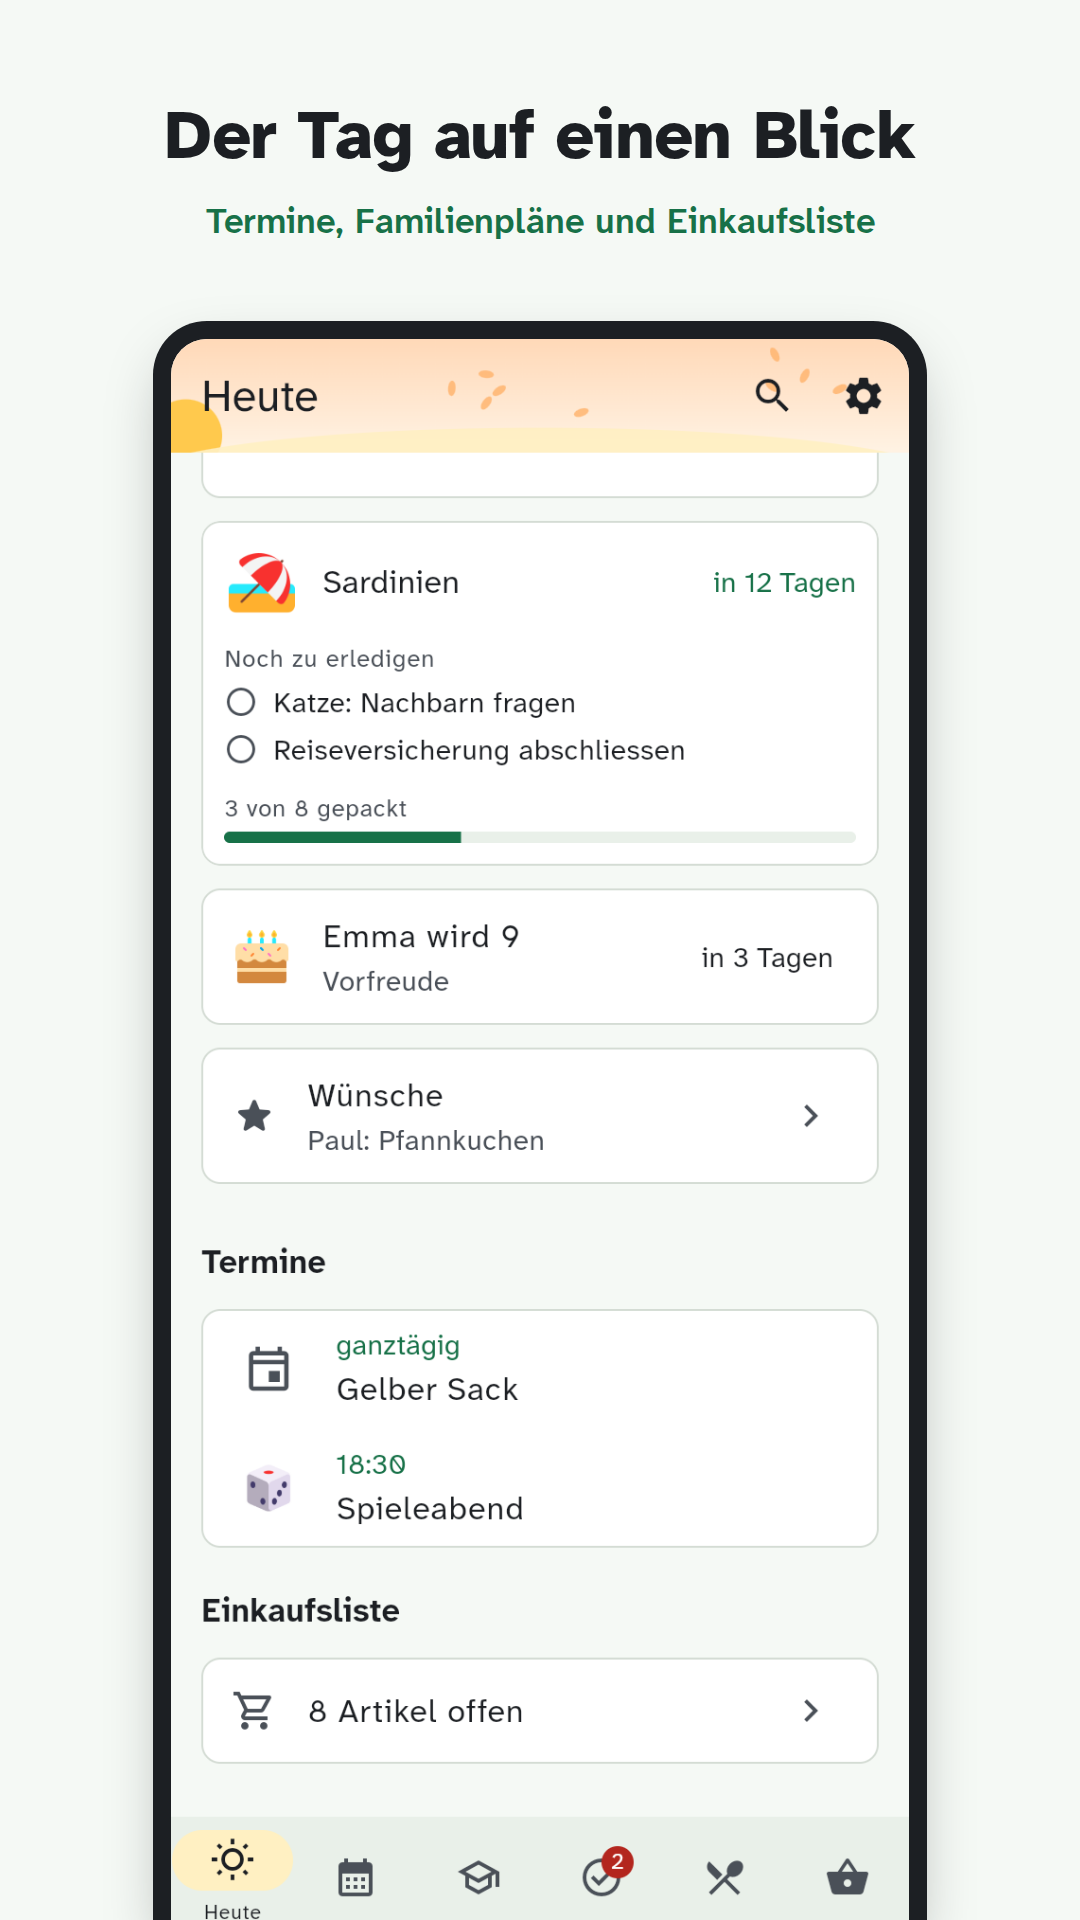 Der Tag auf einen Blick
Termine, Familienpläne und Einkaufsliste
Heute
Sardinien
in 12 Tagen
Noch zu erledigen
Katze: Nachbarn fragen
Reiseversicherung abschliessen
3 von 8 gepackt
Emma wird 9
in 3 Tagen
Vorfreude
Wünsche
Paul: Pfannkuchen
Termine
ganztägig
Gelber Sack
18:30
Spieleabend
Einkaufsliste
8 Artikel offen
2
Heute